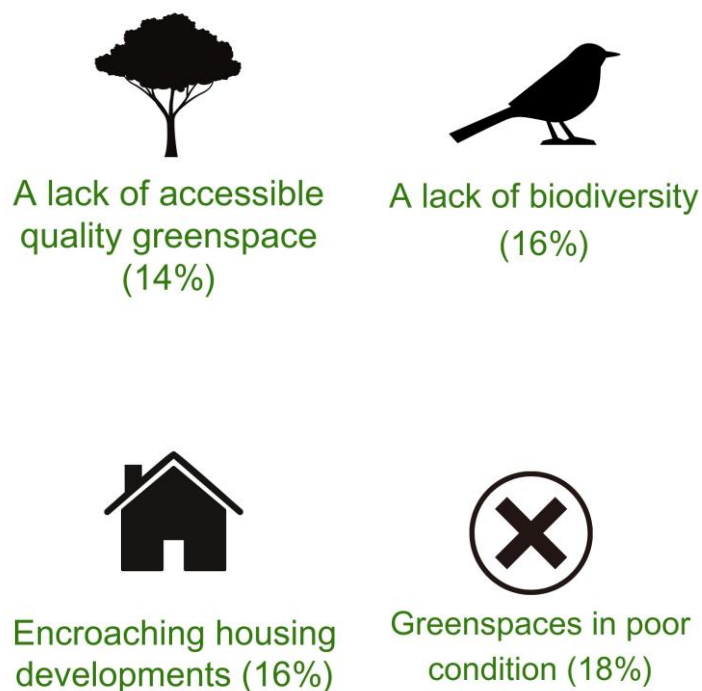 A lack of accessible
quality greenspace
(14%)
A lack of biodiversity
(16%)
Encroaching housing
developments (16%)
Greenspaces in poor
condition (18%)